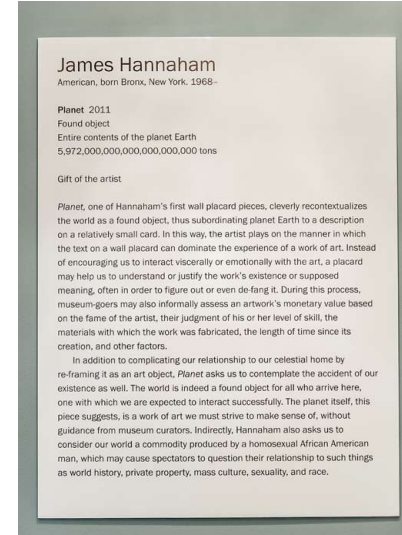 James Hannaham
American, born Bronx, New York. 1968–
Planet 2011
Found object
Entire contents of the planet Earth
5,972,000,000,000,000,000,000 tons
Gift of the artist
Planet, one of Hannaham's first wall placard pieces, cleverly recontextualizes
the world as a found object, thus subordinating planet Earth to a description
on a relatively small card. In this way, the artist plays on the manner in which
the text on a wall placard can dominate the experience of a work of art. Instead
of encouraging us to interact viscerally or emotionally with the art, a placard
may help us to understand or justify the work's existence or supposed
meaning, often in order to figure out or even de-fang it. During this process,
museum-goers may also informally assess an artwork's monetary value based
on the fame of the artist, their judgment of his or her level of skill, the
materials with which the work was fabricated, the length of time since its
creation, and other factors.
In addition to complicating our relationship to our celestial home by
re-framing it as an art object, Planet asks us to contemplate the accident of our
existence as well. The world is indeed a found object for all who arrive here,
one with which we are expected to interact successfully. The planet itself, this
piece suggests, is a work of art we must strive to make sense of, without
guidance from museum curators. Indirectly, Hannaham also asks us to
consider our world a commodity produced by a homosexual African American
man, which may cause spectators to question their relationship to such things
as world history, private property, mass culture, sexuality, and race.